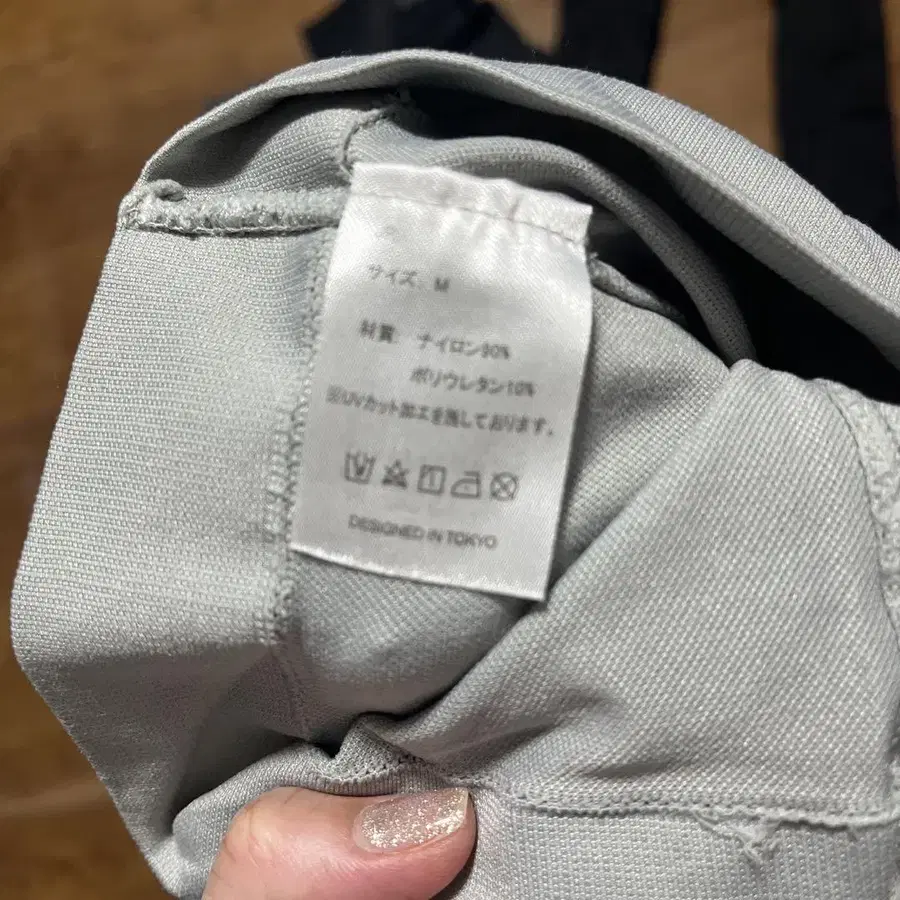 サイズ: M
材質: ナイロン90%
ポリウレタン10%
※UVカット加工を施しております。
DESIGNED IN TOKYO